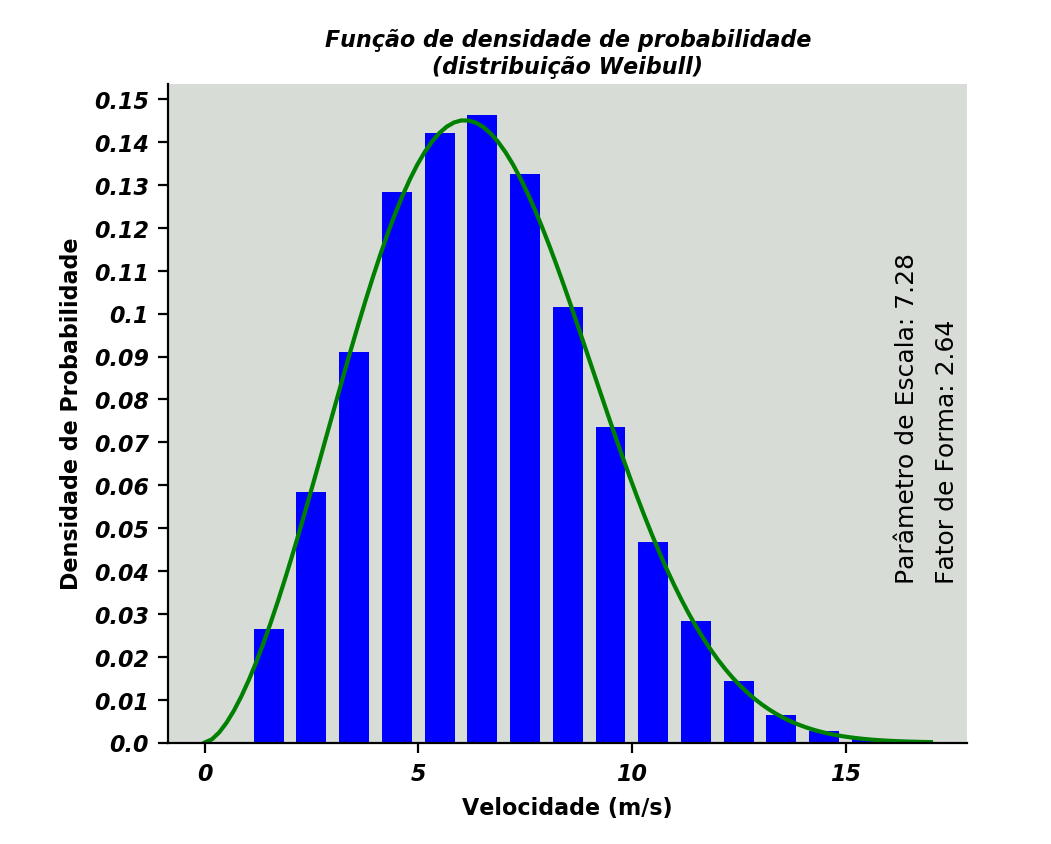 Função de densidade de probabilidade
(distribuição Weibull)
Densidade de Probabilidade
0.15
0.14
0.13
0.12
0.11
0.1
0.09
0.08
0.07
0.06
0.05
0.04
0.03
0.02
0.01
0.0
Parâmetro de Escala: 7.28
Fator de Forma: 2.64
0 5 10 15
Velocidade (m/s)